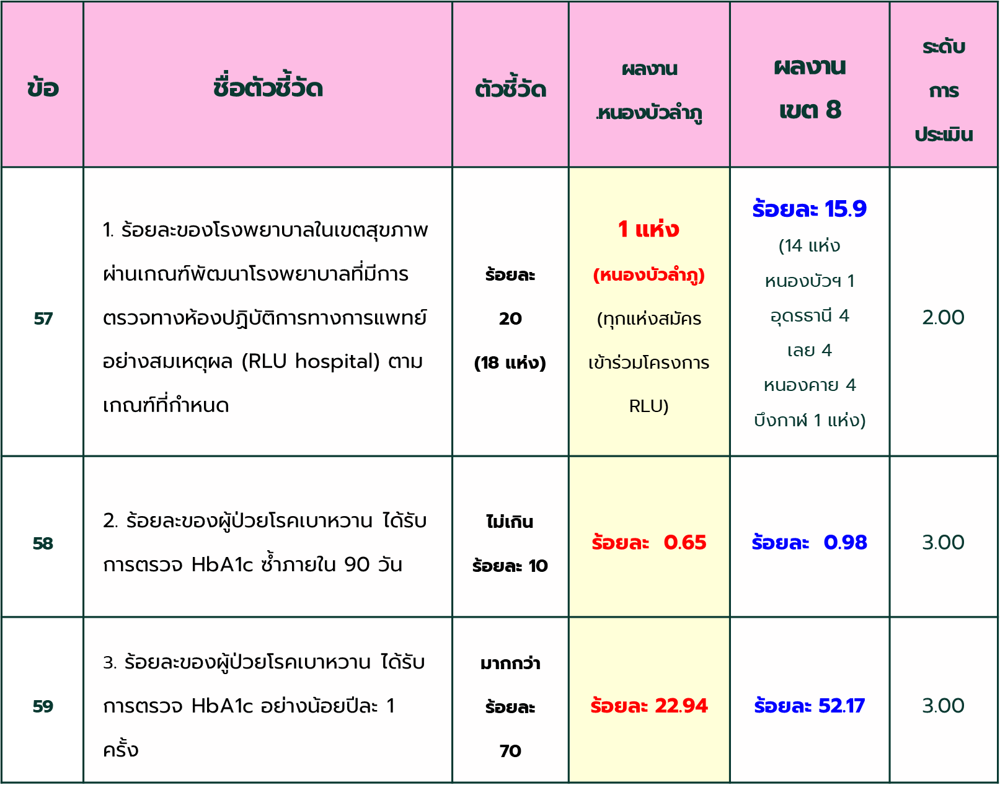 ข้อ
ชื่อตัวชี้วัด
ตัวชี้วัด
ผลงาน
.หนองบัวลำภู
ผลงาน
เขต 8
ระดับ
การ
ประเมิน
57
1. ร้อยละของโรงพยาบาลในเขตสุขภาพ
ผ่านเกณฑ์พัฒนาโรงพยาบาลที่มีการ
ตรวจทางห้องปฏิบัติการทางการแพทย์
อย่างสมเหตุผล (RLU hospital) ตาม
เกณฑ์ที่กำหนด
ร้อยละ
20
(18 แห่ง)
1 แห่ง
(หนองบัวลำภู)
(ทุกแห่งสมัคร
เข้าร่วมโครงการ
RLU)
ร้อยละ 15.9
(14 แห่ง
หนองบัวฯ 1
อุดรธานี 4
เลย 4
หนองคาย 4
บึงกาฬ 1 แห่ง)
2.00
58
2. ร้อยละของผู้ป่วยโรคเบาหวาน ได้รับ
การตรวจ HbA1c ซ้ำภายใน 90 วัน
ไม่เกิน
ร้อยละ 10
ร้อยละ 0.65
ร้อยละ 0.98
3.00
59
3. ร้อยละของผู้ป่วยโรคเบาหวาน ได้รับ
การตรวจ HbA1c อย่างน้อยปีละ 1
ครั้ง
มากกว่า
ร้อยละ
70
ร้อยละ 22.94
ร้อยละ 52.17
3.00